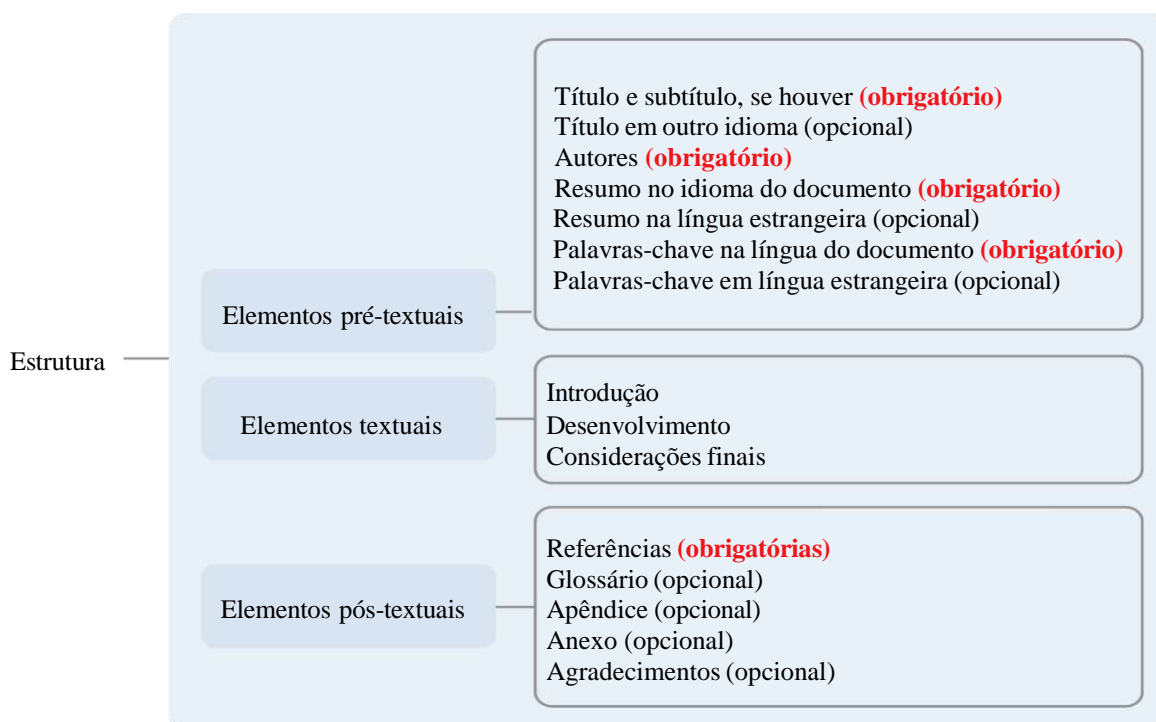 Estrutura
Elementos pré-textuais
Título e subtítulo, se houver (obrigatório)
Título em outro idioma (opcional)
Autores (obrigatório)
Resumo no idioma do documento (obrigatório)
Resumo na língua estrangeira (opcional)
Palavras-chave na língua do documento (obrigatório)
Palavras-chave em língua estrangeira (opcional)
Elementos textuais
Introdução
Desenvolvimento
Considerações finais
Elementos pós-textuais
Referências (obrigatórias)
Glossário (opcional)
Apêndice (opcional)
Anexo (opcional)
Agradecimentos (opcional)